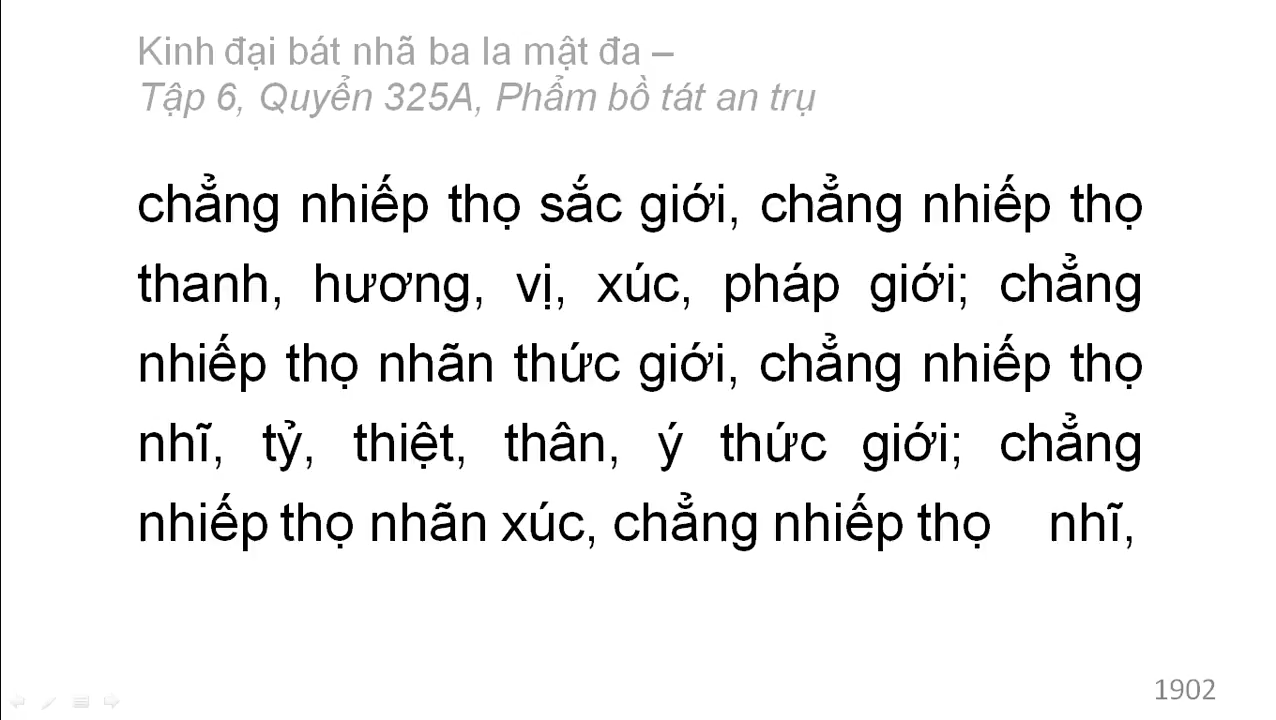 Kinh đại bát nhã ba la mật đa –
Tập 6, Quyển 325A, Phẩm bồ tát an trụ
chẳng nhiếp thọ sắc giới, chẳng nhiếp thọ
thanh, hương, vị, xúc, pháp giới; chẳng
nhiếp thọ nhãn thức giới, chẳng nhiếp thọ
nhĩ, tỷ, thiệt, thân, ý thức giới; chẳng
nhiếp thọ nhãn xúc, chẳng nhiếp thọ nhĩ,
1902